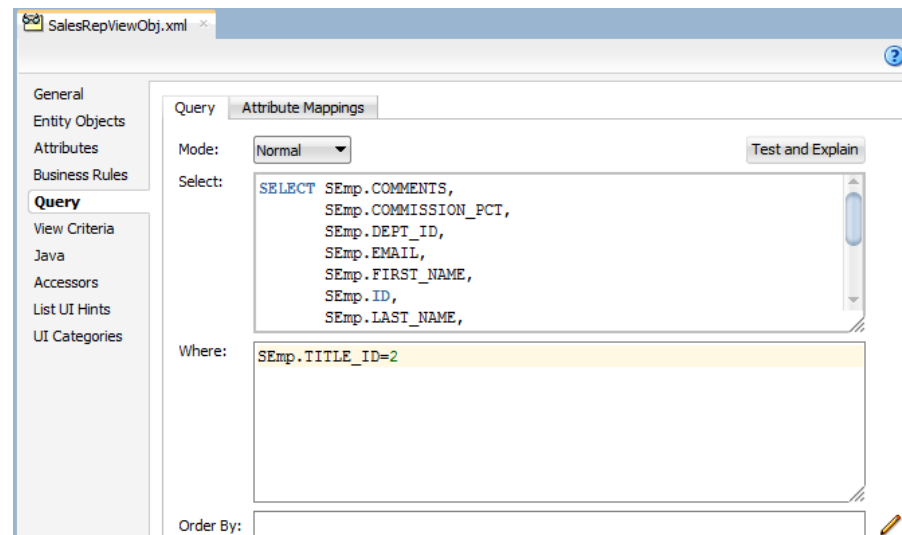 SalesRepViewObj.xml
General
Entity Objects
Attributes
Business Rules
Query
View Criteria
Java
Accessors
List UI Hints
UI Categories
Query Attribute Mappings
Mode: Normal Test and Explain
Select: SELECT SEmp.COMMENTS,
SEmp.COMMISSION_PCT,
SEmp.DEPT_ID,
SEmp.EMAIL,
SEmp.FIRST_NAME,
SEmp.ID,
SEmp.LAST_NAME,
Where: SEmp.TITLE_ID=2
Order By: